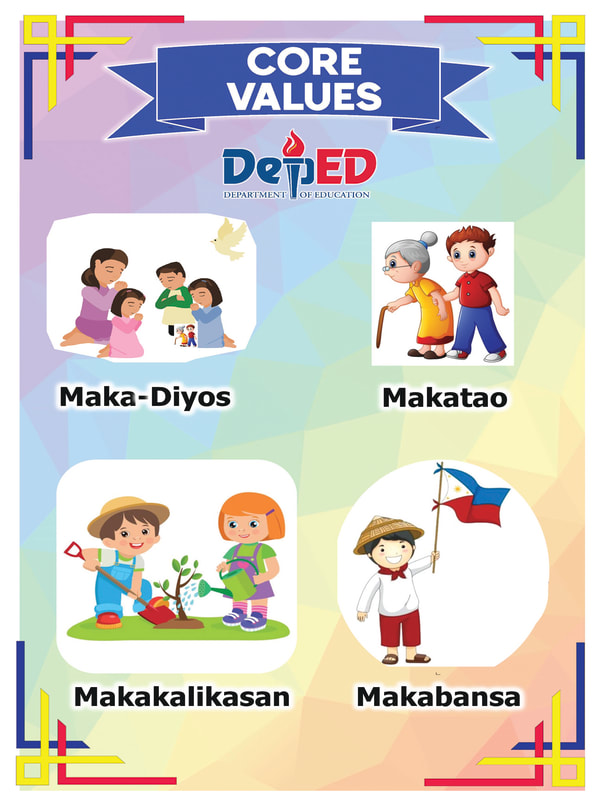 CORE
VALUES
DepED
DEPARTMENT OF EDUCATION
Maka-Diyos
Makatao
Makakalikasan
Makabansa